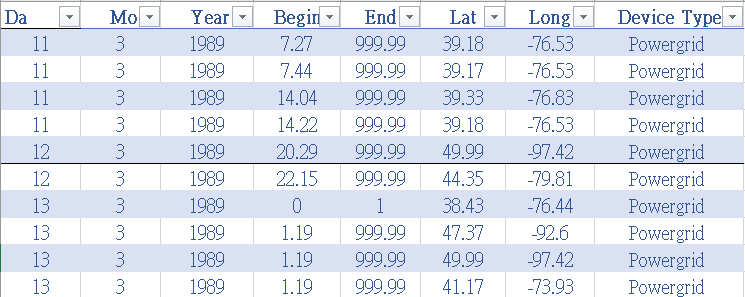 Da Mo Year Begin End Lat Long Device Type
11 3 1989 7.27 999.99 39.18 -76.53 Powergrid
11 3 1989 7.44 999.99 39.17 -76.53 Powergrid
11 3 1989 14.04 999.99 39.33 -76.83 Powergrid
11 3 1989 14.22 999.99 39.18 -76.53 Powergrid
12 3 1989 20.29 999.99 49.99 -97.42 Powergrid
12 3 1989 22.15 999.99 44.35 -79.81 Powergrid
13 3 1989 0 1 38.43 -76.44 Powergrid
13 3 1989 1.19 999.99 47.37 -92.6 Powergrid
13 3 1989 1.19 999.99 49.99 -97.42 Powergrid
13 3 1989 1.19 999.99 41.17 -73.93 Powergrid